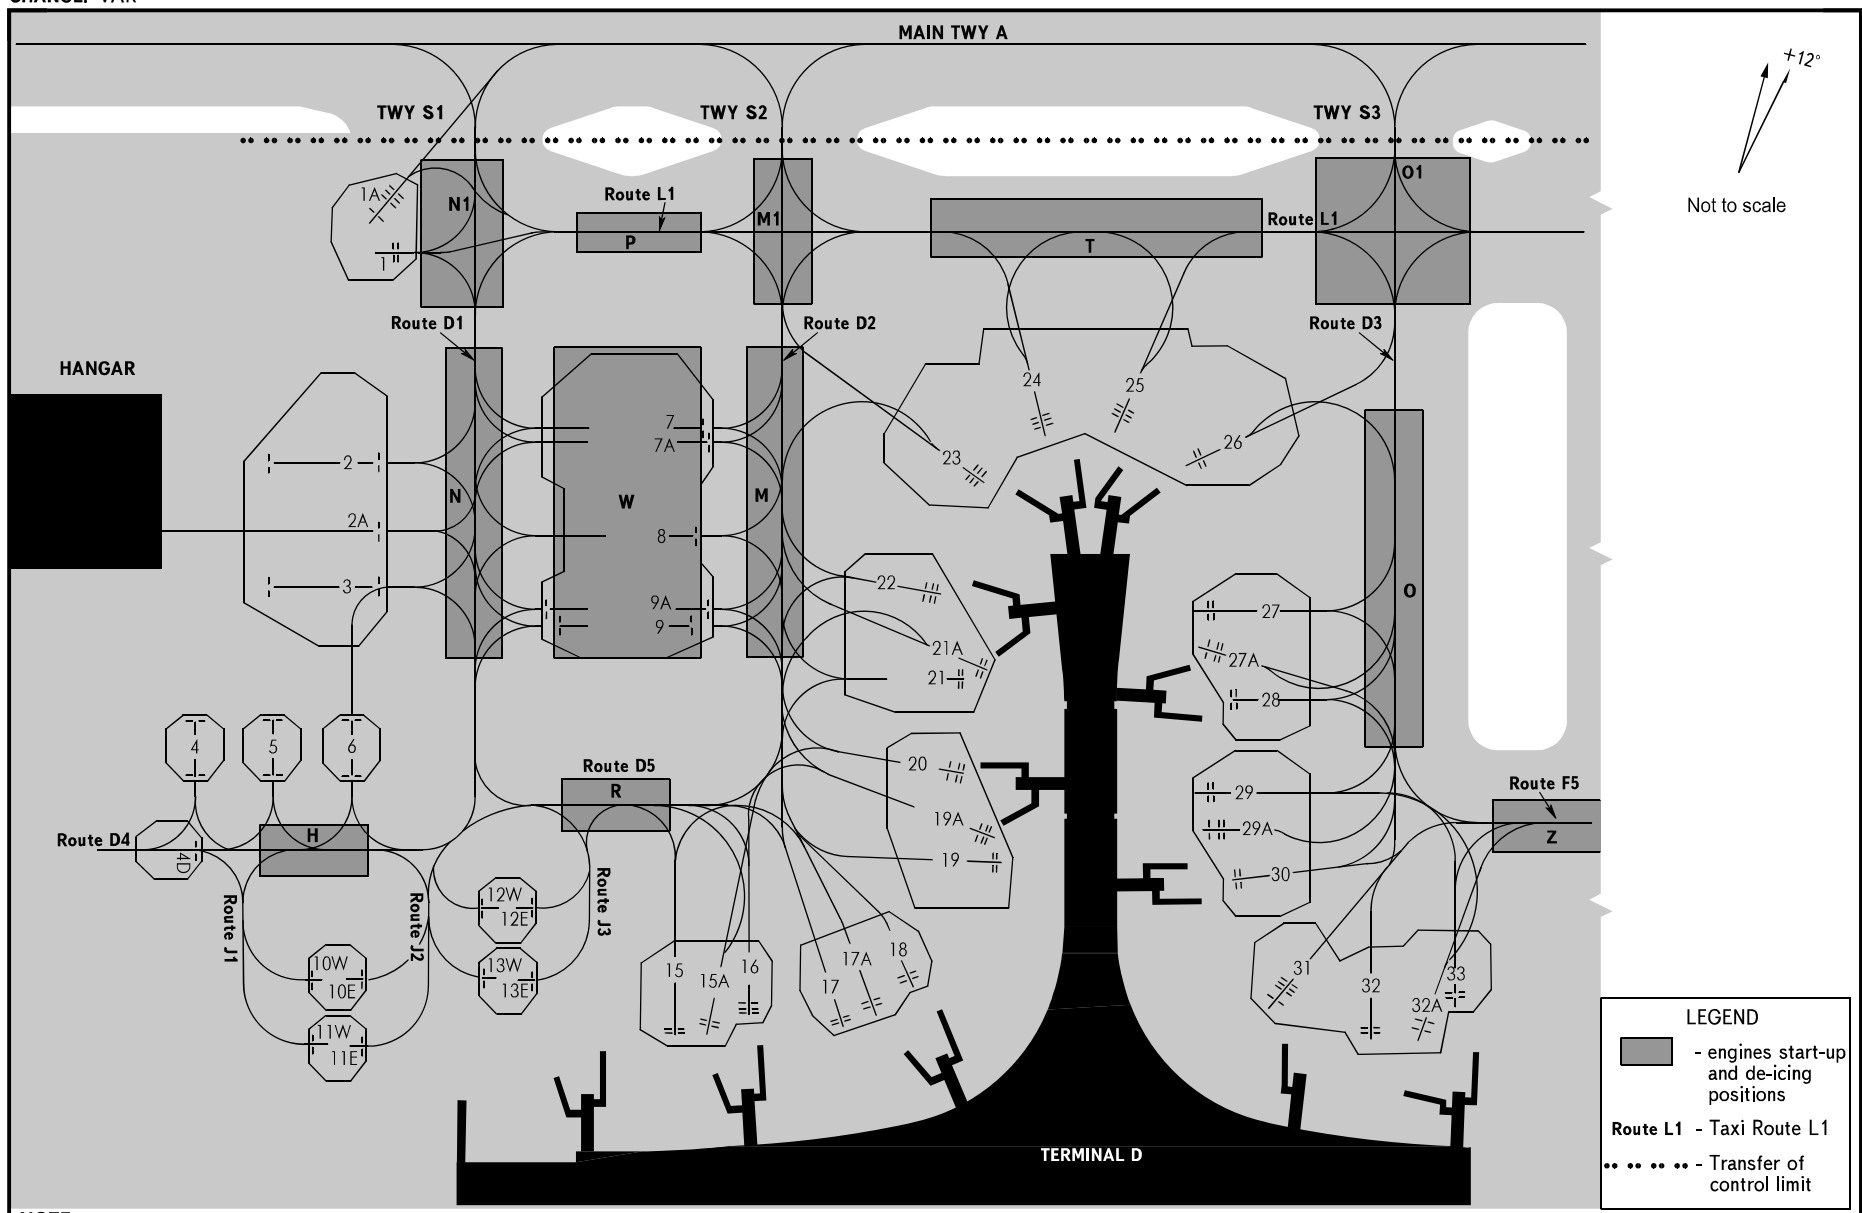 MAIN TWY A
+12°
TWY S1
TWY S2
TWY S3
Not to scale
1A
N1
Route L1
P
M1
Route L1
T
O1
1
Route D1
Route D2
Route D3
HANGAR
24
25
7
7A
26
2
23
N
W
M
2A
8
3
22
27
O
9A
9
21A
21
27A
28
4
5
6
20
Route D5
R
Route F5
29
19A
29A
Z
Route D4
H
4D
19
30
Route J1
Route J2
Route J3
12W
12E
10W
10E
13W
13E
11W
11E
15
15A
16
17
17A
18
31
32
32A
33
TERMINAL D
LEGEND
- engines start-up
and de-icing
positions
Route L1 - Taxi Route L1
- Transfer of
control limit